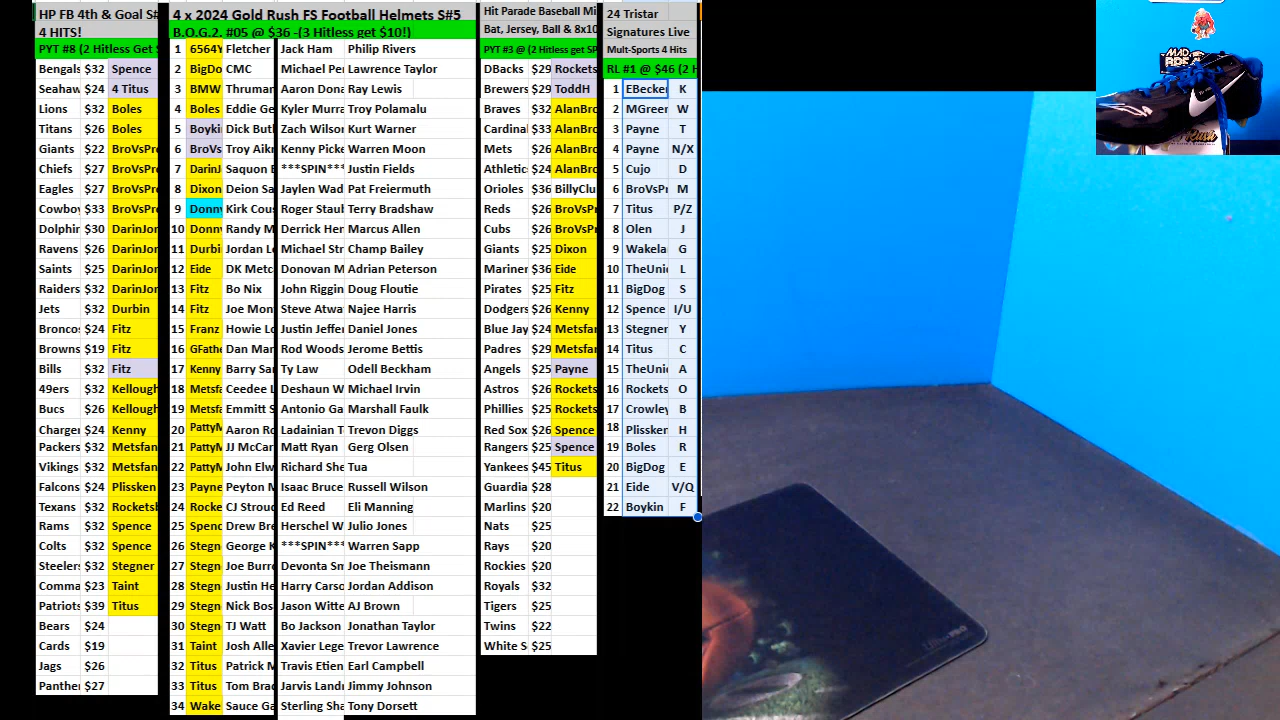 HP FB 4th & Goal S#
4 HITS!
PYT #8 (2 Hitless Get $
Bengals $32 Spence
Seahaw $24 4 Titus
Lions $32 Boles
Titans $26 Boles
Giants $22 BroVsPro
Chiefs $27 BroVsPro
Eagles $27 BroVsPro
Cowboy $33 BroVsPro
Dolphin $30 DarinJor
Ravens $26 DarinJor
Saints $25 DarinJor
Raiders $32 DarinJor
Jets $32 Durbin
Bronco $24 Fitz
Browns $19 Fitz
Bills $32 Fitz
49ers $32 Kellough
Bucs $26 Kellough
Charger $24 Kenny
Packers $32 Metsfan
Vikings $32 Metsfan
Falcons $24 Plissken
Texans $32 Rockets
Rams $32 Spence
Colts $32 Spence
Steelers $32 Stegner
Comma $23 Taint
Patriots $39 Titus
Bears $24
Cards $19
Jags $26
Panther $27
4 x 2024 Gold Rush FS Football Helmets S#5
B.O.G.2. #05 @ $36 -(3 Hitless get $10!)
1 6564Y Fletcher Jack Ham Philip Rivers
2 BigDo CMC Michael Pe Lawrence Taylor
3 BMW Thruman Aaron Dona Ray Lewis
4 Boles Eddie Ge Kyler Murra Troy Polamalu
5 Boyki Dick But Zach Wilson Kurt Warner
6 BroVs Troy Aikn Kenny Picke Warren Moon
7 DarinJ Saquon B ***SPIN*** Justin Fields
8 Dixon Deion Sa Jaylen Wad Pat Freiermuth
9 Donny Kirk Cous Roger Staul Terry Bradshaw
10 Donny Randy M Derrick Hen Marcus Allen
11 Durbi Jordan Lo Michael Str Champ Bailey
12 Eide DK Metc Donovan M Adrian Peterson
13 Fitz Bo Nix John Riggin Doug Floutie
14 Fitz Joe Mon Steve Atwa Najee Harris
15 Franz Howie Lo Justin Jeffer Daniel Jones
16 GFath Dan Mar Rod Woods Jerome Bettis
17 Kenny Barry San Ty Law Odell Beckham
18 Metsfa Ceedee L Deshaun W Michael Irvin
19 Metsfa Emmitt S Antonio Ga Marshall Faulk
20 PattyM Aaron Ro Ladainian T Trevon Diggs
21 PattyM JJ McCar Matt Ryan Gerg Olsen
22 PattyM John Elw Richard She Tua
23 Payne Peyton M Isaac Bruce Russell Wilson
24 Rocke CJ Stroud Ed Reed Eli Manning
25 Spenc Drew Bre Herschel W Julio Jones
26 Stegn George K ***SPIN*** Warren Sapp
27 Stegn Joe Burr Devonta Sm Joe Theismann
28 Stegn Justin He Harry Carso Jordan Addison
29 Stegn Nick Bos Jason Witte AJ Brown
30 Stegn TJ Watt Bo Jackson Jonathan Taylor
31 Taint Josh Alle Xavier Lege Trevor Lawrence
32 Titus Patrick M Travis Etien Earl Campbell
33 Titus Tom Brad Jarvis Landr Jimmy Johnson
34 Wake Sauce Ga Sterling Sha Tony Dorsett
Hit Parade Baseball Mi
Bat, Jersey, Ball & 8x10
PYT #3 @ (2 Hitless get $P
DBacks $29 Rockets
Brewers $29 ToddH
Braves $32 AlanBro
Cardinal $33 AlanBro
Mets $26 AlanBro
Athletic $24 AlanBro
Orioles $36 BillyClu
Reds $26 BroVsPr
Cubs $26 BroVsPr
Giants $25 Dixon
Mariner $36 Eide
Pirates $25 Fitz
Dodgers $26 Kenny
Blue Jay $24 Metsfar
Padres $29 Metsfar
Angels $25 Payne
Astros $26 Rockets
Phillies $25 Rockets
Red Sox $26 Spence
Rangers $25 Spence
Yankees $45 Titus
Guardia $28
Marlins $20
Nats $25
Rays $20
Rockies $20
Royals $32
Tigers $25
Twins $22
White S $25
24 Tristar
Signatures Live
Mult-Sports 4 Hits
RL #1 @ $46 (2 H
1 EBecker K
2 MGreen W
3 Payne T
4 Payne N/X
5 Cujo D
6 BroVsPr M
7 Titus P/Z
8 Olen J
9 Wakela G
10 TheUnic L
11 BigDog S
12 Spence I/U
13 Stegner Y
14 Titus C
15 TheUnic A
16 Rockets O
17 Crowley B
18 Plissken H
19 Boles R
20 BigDog E
21 Eide V/Q
22 Boykin F
MAD
RUSH